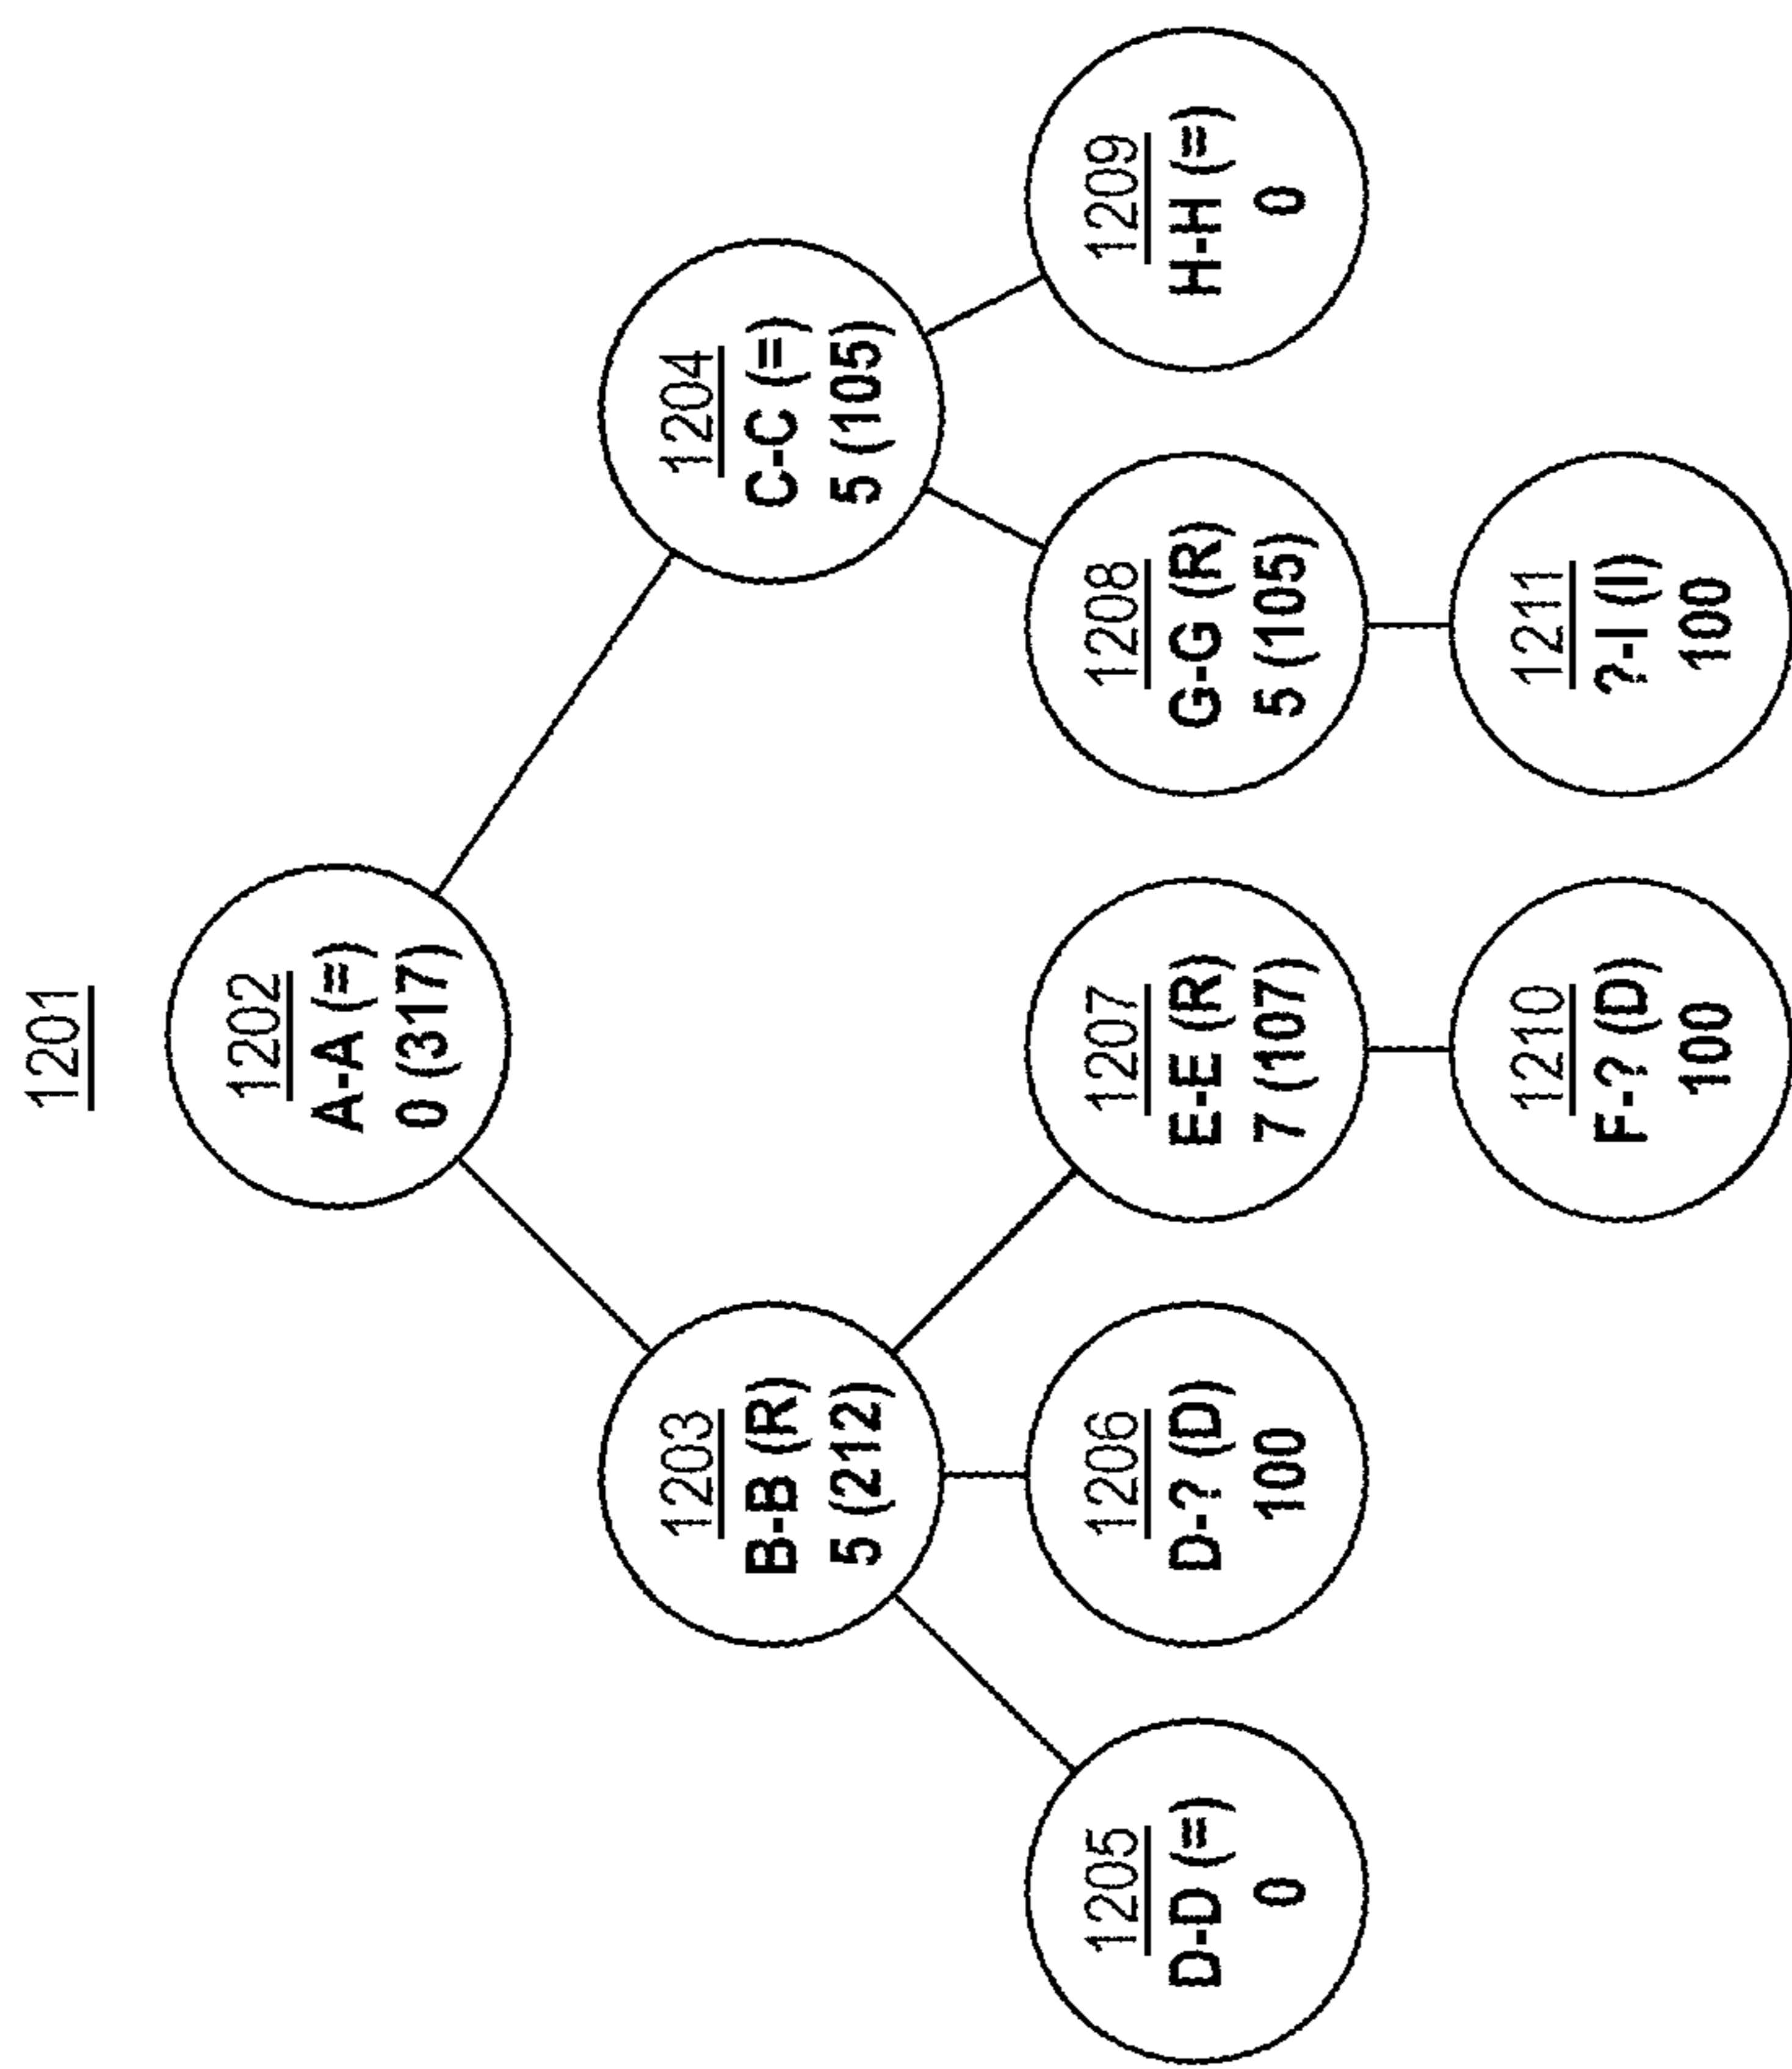 1201
1202
A-A (=)
0 (317)
1203
B-B (R)
5 (212)
1204
C-C (=)
5 (105)
1205
D-D (=)
0
1206
D-? (D)
100
1207
E-E (R)
7 (107)
1208
G-G (R)
5 (105)
1209
H-H (=)
0
1210
F-? (D)
100
1211
?-I (I)
100